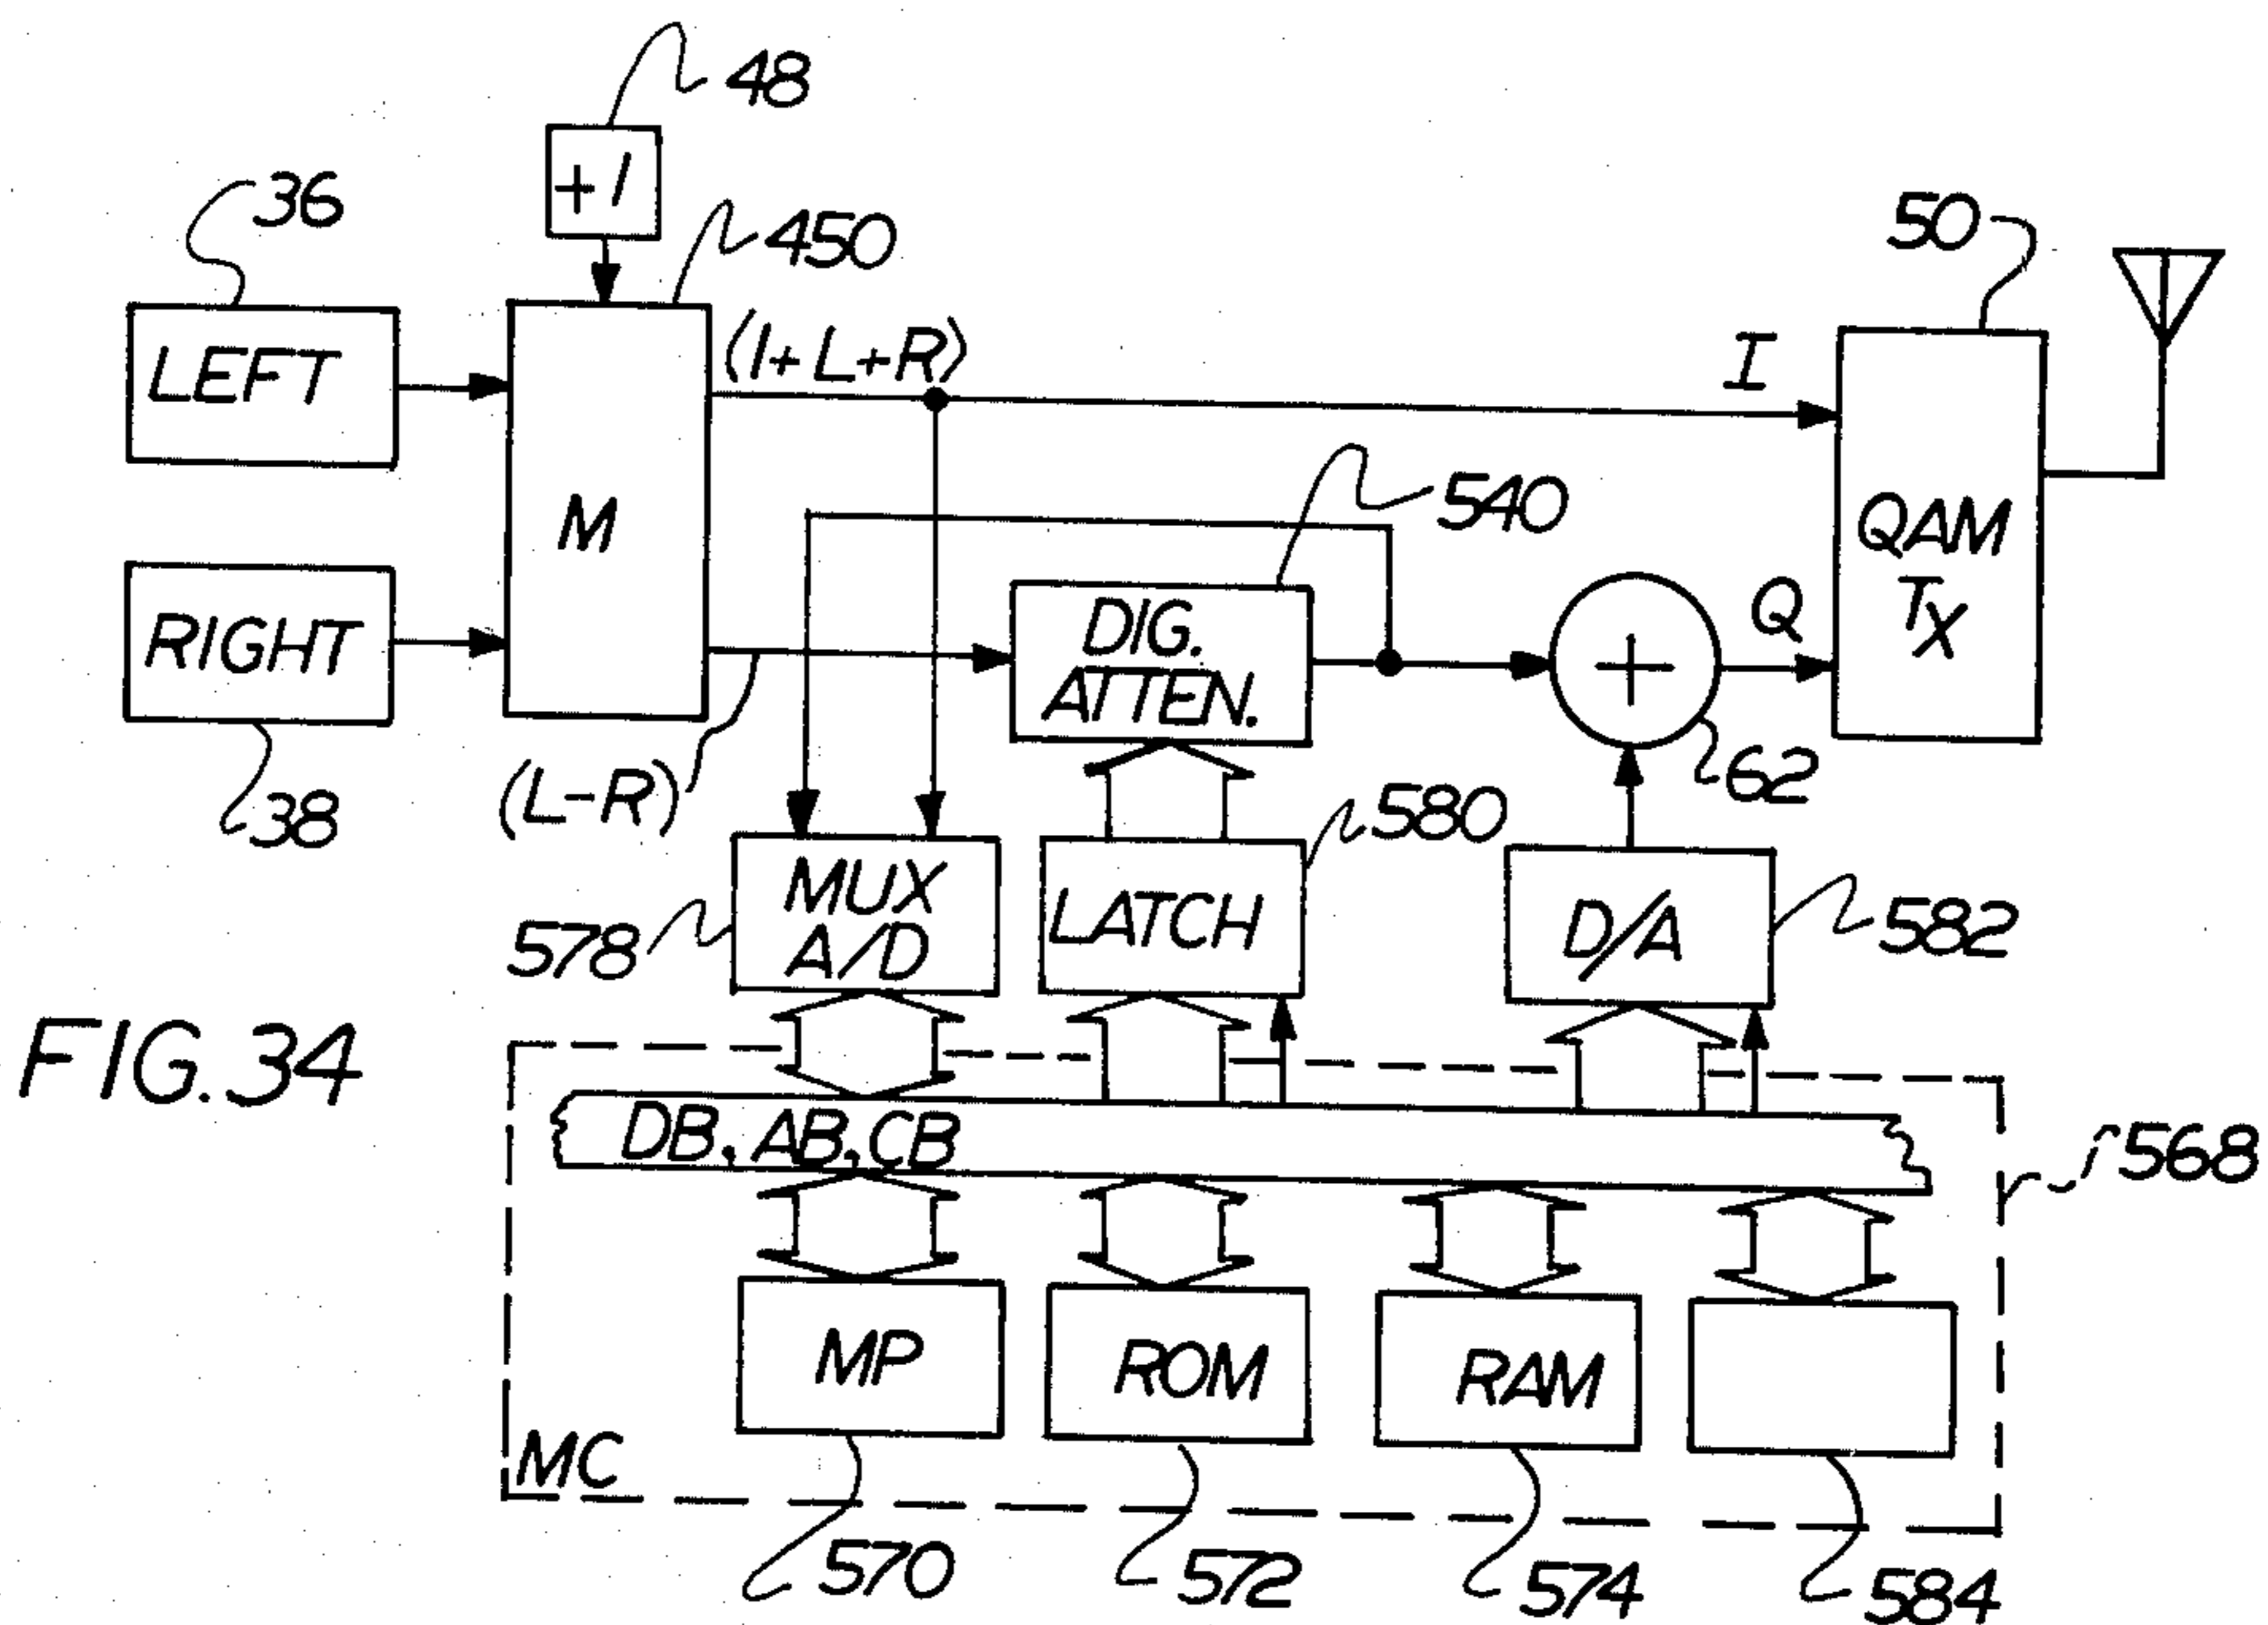 48
+1
36
450
50
LEFT
(1+L+R)
I
M
540
QAM
TX
DIG.
ATTEN.
Q
RIGHT
62
(L-R)
38
580
MUX
A/D
LATCH
D/A
578
582
FIG. 34
DB, AB, CB
568
MP
ROM
RAM
MC
570
572
574
584